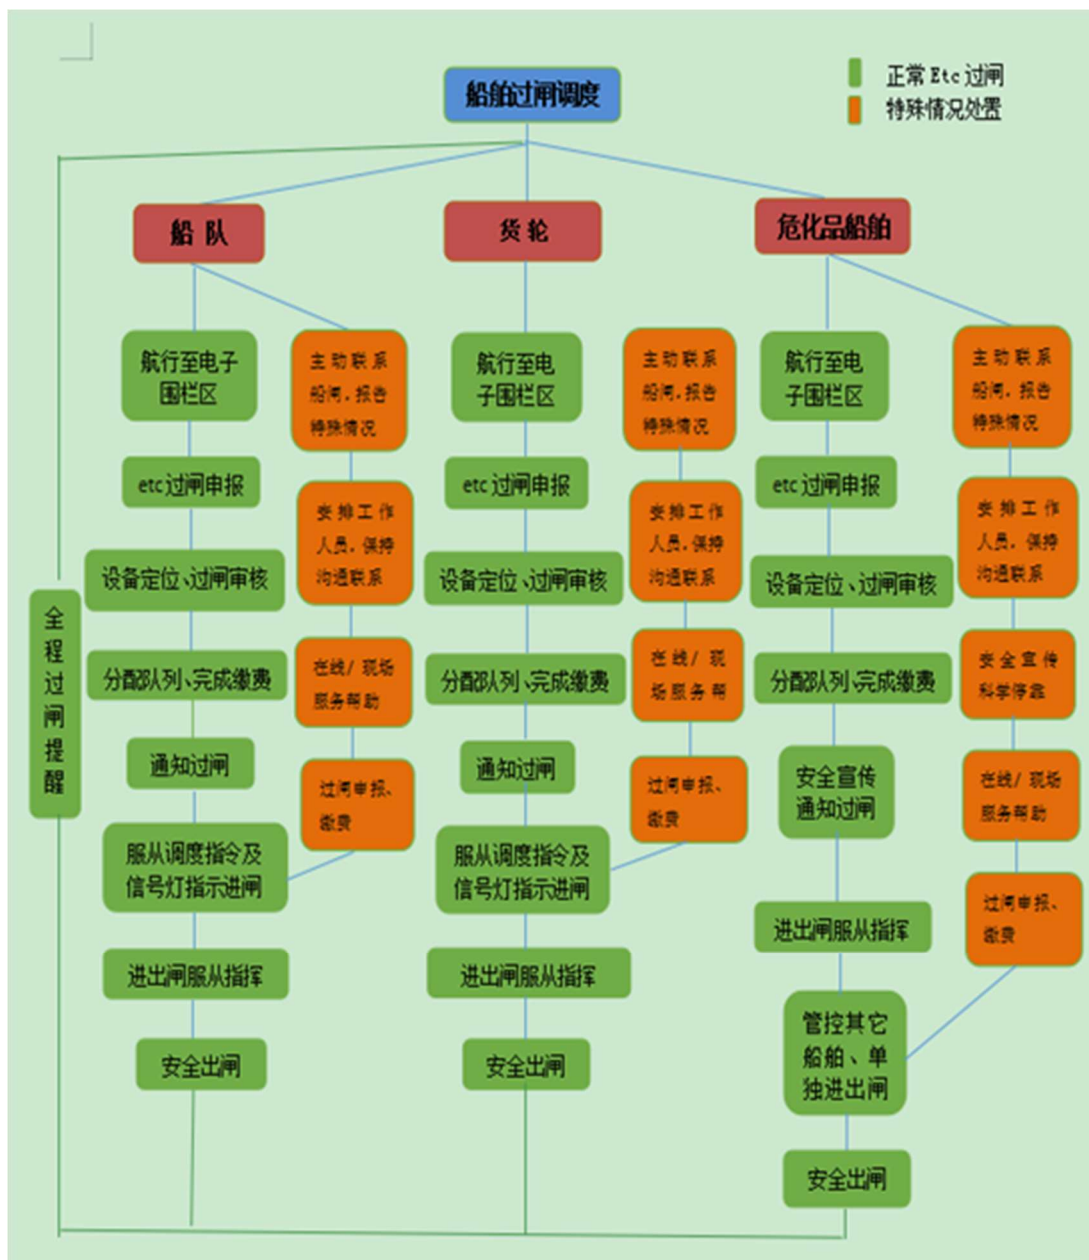 船舶过闸调度
正常 Etc 过闸
特殊情况处置
船 队
货 轮
危化品船舶
航行至电子
围栏区
etc 过闸申报
设备定位、过闸审核
分配队列、完成缴费
通知过闸
服从调度指令及
信号灯指示进闸
进出闸服从指挥
安全出闸
主动联系
船闸，报告
特殊情况
安排工作
人员，保持
沟通联系
在线/ 现场
服务帮助
过闸申报、
缴费
航行至电
子围栏区
etc 过闸申报
设备定位、过闸审核
分配队列、完成缴费
通知过闸
服从调度指令及
信号灯指示进闸
进出闸服从指挥
安全出闸
主动联系
船闸，报告
特殊情况
安排工作
人员，保持
沟通联系
在线/ 现
场服务帮
过闸申报、
缴费
航行至电
子围栏区
etc 过闸申报
设备定位、过闸审核
分配队列、完成缴费
安全宣传
通知过闸
进出闸服从指挥
管控其它
船舶、单
独进出闸
安全出闸
主动联系
船闸，报告
特殊情况
安排工作
人员，保持
沟通联系
安全宣传
科学停靠
在线/ 现场
服务帮助
过闸申报、
缴费
全程过闸提醒